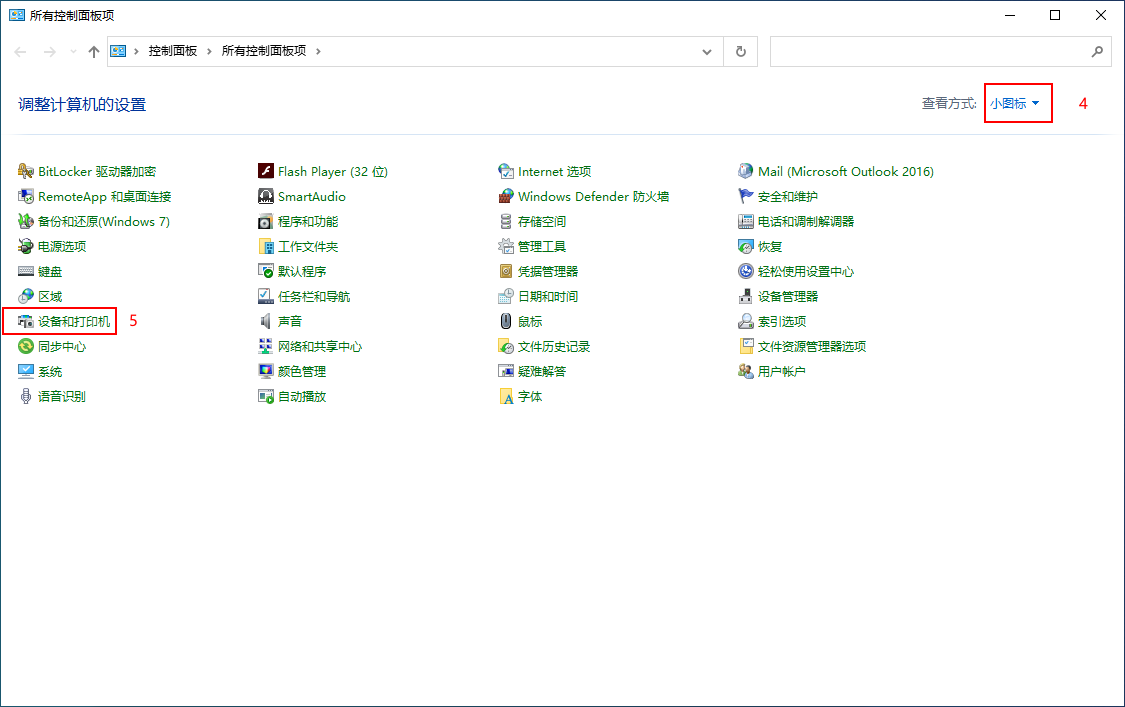 所有控制面板项
控制面板 所有控制面板项
调整计算机的设置
查看方式: 小图标 4
BitLocker 驱动器加密 Flash Player (32 位) Internet 选项 Mail (Microsoft Outlook 2016)
RemoteApp 和桌面连接 SmartAudio Windows Defender 防火墙 安全和维护
备份和还原(Windows 7) 程序和功能 存储空间 电话和调制解调器
电源选项 工作文件夹 管理工具 恢复
键盘 默认程序 凭据管理器 轻松使用设置中心
区域 任务栏和导航 日期和时间 设备管理器
设备和打印机 5 声音 鼠标 索引选项
同步中心 网络和共享中心 文件历史记录 文件资源管理器选项
系统 颜色管理 疑难解答 用户帐户
语音识别 自动播放 字体